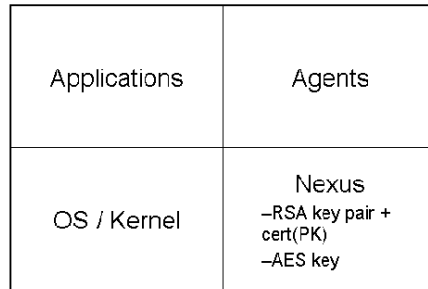 Applications
Agents
OS / Kernel
Nexus
–RSA key pair +
cert(PK)
–AES key